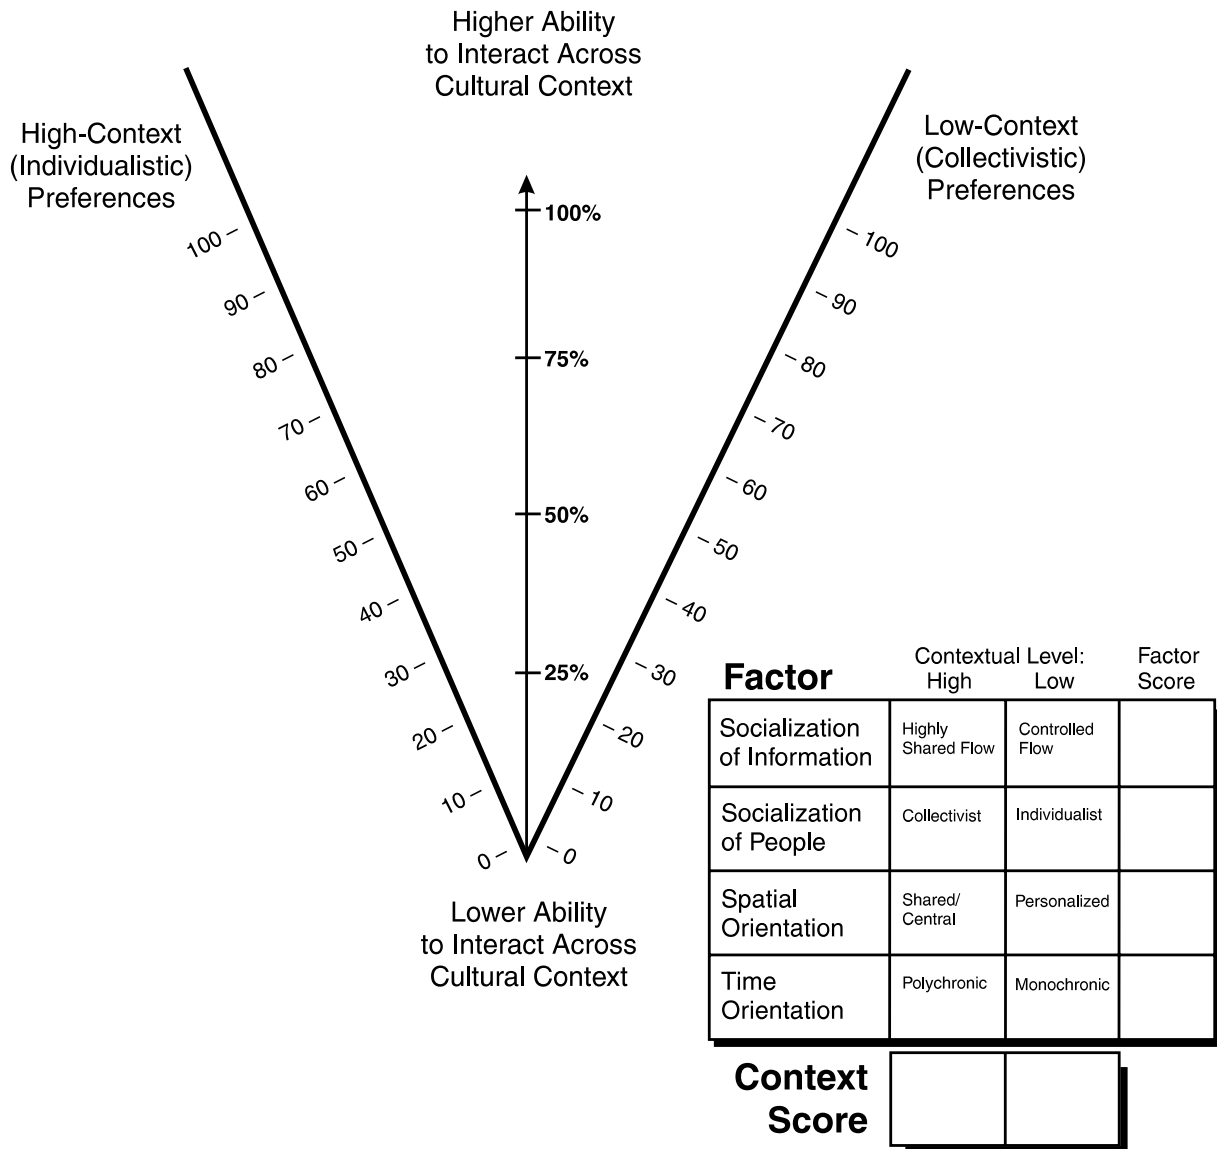 Higher Ability
to Interact Across
Cultural Context
High-Context
(Individualistic)
Preferences
Low-Context
(Collectivistic)
Preferences
100
90
80
70
60
50
40
30
20
10
0
100%
75%
50%
25%
100
90
80
70
60
50
40
30
20
10
0
Lower Ability
to Interact Across
Cultural Context
Factor
Contextual Level:
High Low
Factor
Score
Socialization
of Information
Highly
Shared Flow
Controlled
Flow
Socialization
of People
Collectivist
Individualist
Spatial
Orientation
Shared/
Central
Personalized
Time
Orientation
Polychronic
Monochronic
Context
Score